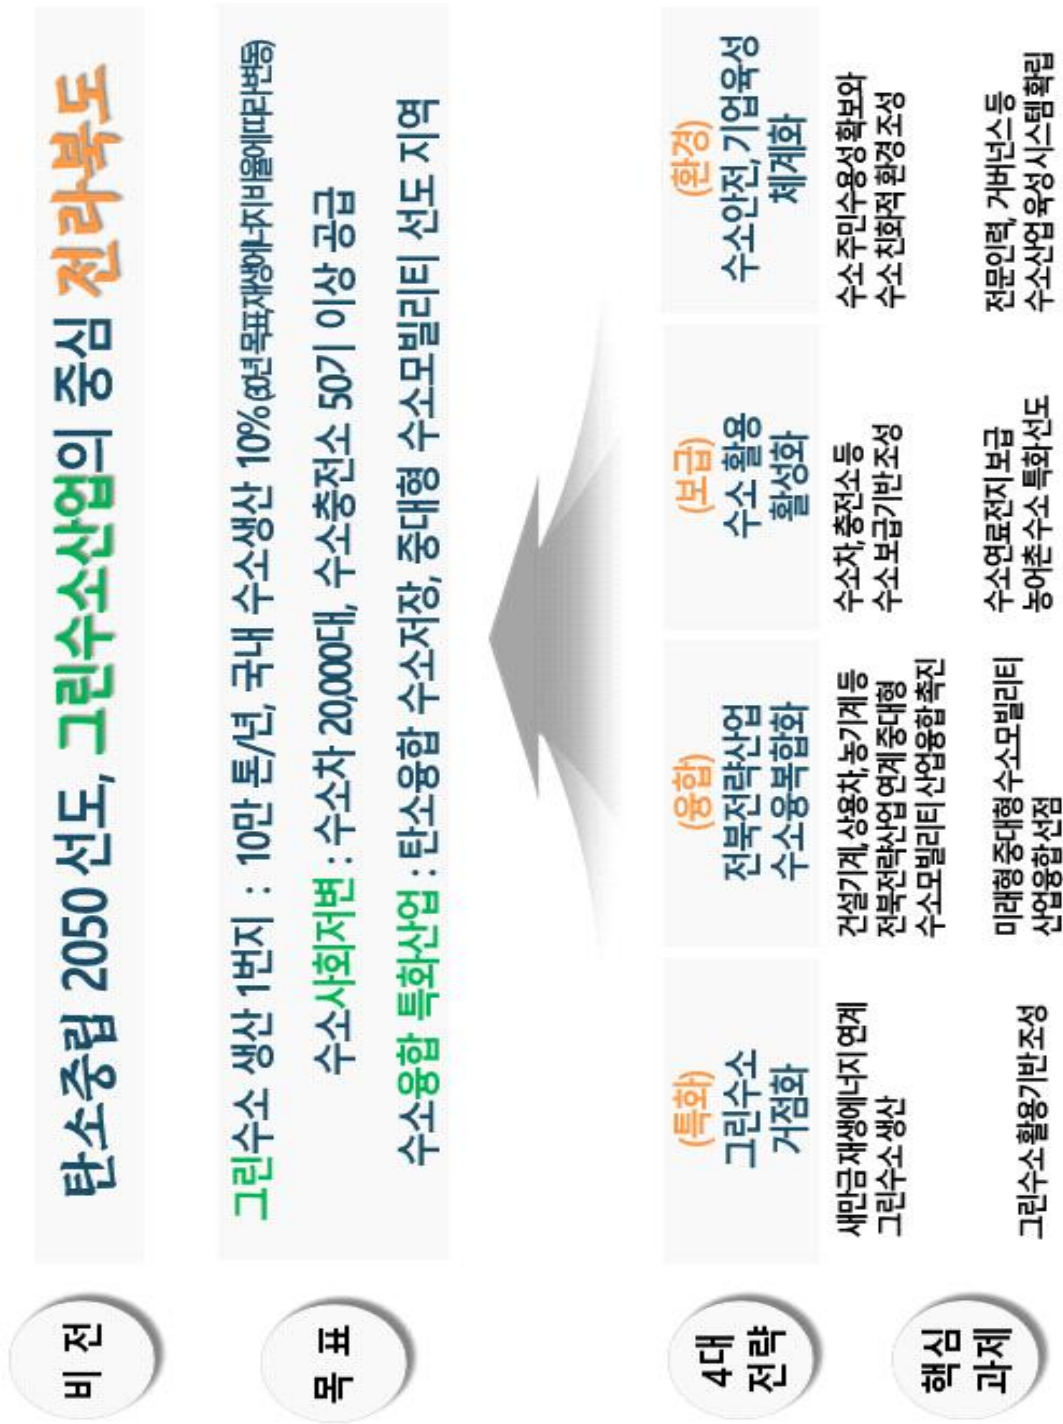 비 전
탄소중립 2050 선도, 그린수소산업의 중심 전라북도
목 표
그린수소 생산 1번지 : 10만 톤/년, 국내 수소생산 10% (30년 목표, 재생에너지 비율에 따라 변동)
수소사회저변 : 수소차 20,000대, 수소충전소 50기 이상 공급
수소융합 특화산업 : 탄소융합 수소저장, 중대형 수소모빌리티 선도 지역
4대
전략
(특화)
그린수소
거점화
(융합)
전북전략산업
수소융복합화
(보급)
수소 활용
활성화
(환경)
수소안전, 기업육성
체계화
핵심
과제
새만금 재생에너지 연계
그린수소 생산
건설기계, 상용차, 농기계 등
전북전략산업 연계 중대형
수소모빌리티 산업융합 촉진
수소차, 충전소 등
수소 보급기반 조성
수소 주민수용성 확보와
수소 친화적 환경 조성
그린수소 활용기반 조성
미래형 중대형 수소모빌리티
산업융합 선점
수소연료전지 보급
농어촌 수소 특화 선도
전문인력, 거버넌스 등
수소산업 육성 시스템 확립